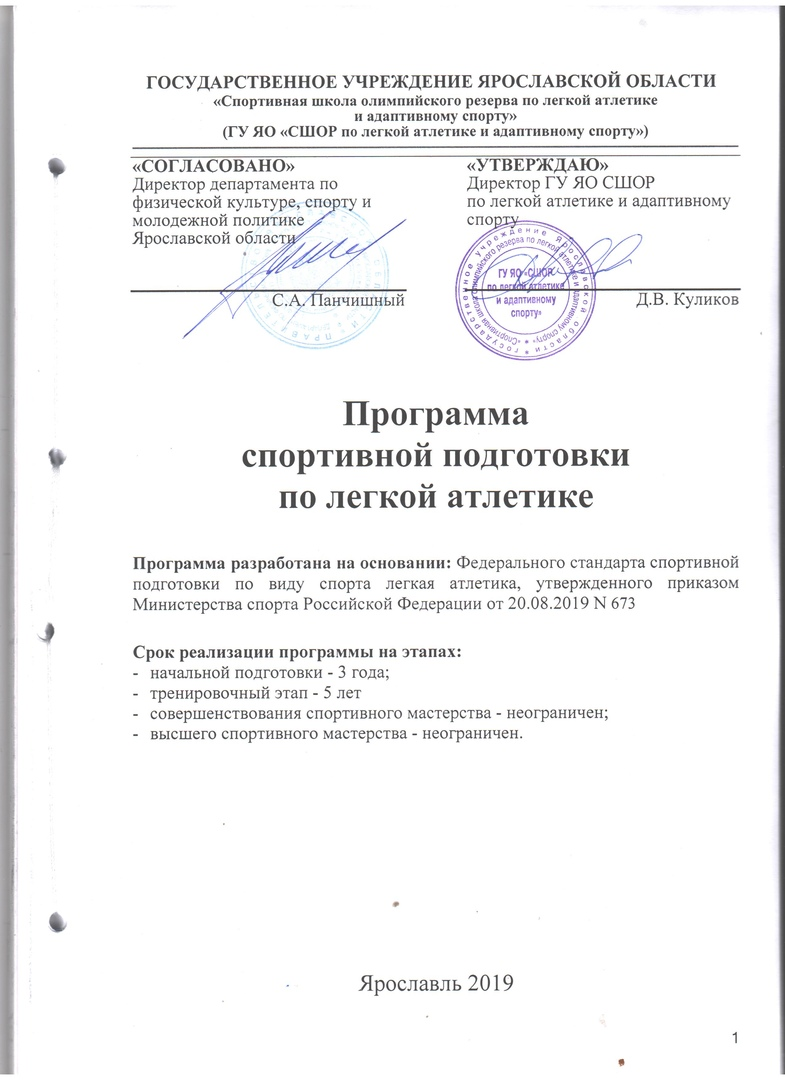 ГОСУДАРСТВЕННОЕ УЧРЕЖДЕНИЕ ЯРОСЛАВСКОЙ ОБЛАСТИ
«Спортивная школа олимпийского резерва по легкой атлетике
и адаптивному спорту»
(ГУ ЯО «СШОР по легкой атлетике и адаптивному спорту»)
«СОГЛАСОВАНО»
Директор департамента по
физической культуре, спорту и
молодежной политике
Ярославской области
С.А. Панчишный
«УТВЕРЖДАЮ»
Директор ГУ ЯО СШОР
по легкой атлетике и адаптивному
спорту
Д.В. Куликов
ГУ ЯО «СШОР
по легкой атлетике
и адаптивному
спорту»
Программа
спортивной подготовки
по легкой атлетике
Программа разработана на основании: Федерального стандарта спортивной
подготовки по виду спорта легкая атлетика, утвержденного приказом
Министерства спорта Российской Федерации от 20.08.2019 N 673
Срок реализации программы на этапах:
- начальной подготовки - 3 года;
- тренировочный этап - 5 лет
- совершенствования спортивного мастерства - неограничен;
- высшего спортивного мастерства - неограничен.
Ярославль 2019
1